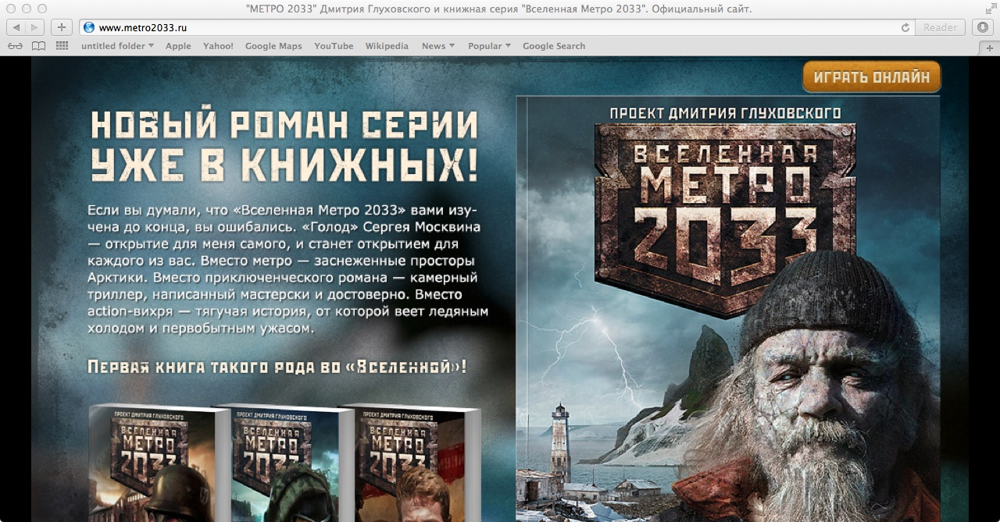 "МЕТРО 2033" Дмитрия Глуховского и книжная серия "Вселенная Метро 2033". Официальный сайт.
www.metro2033.ru
Reader
untitled folder Apple Yahoo! Google Maps YouTube Wikipedia News Popular Google Search
ИГРАТЬ ОНЛАЙН
НОВЫЙ РОМАН СЕРИИ
УЖЕ В КНИЖНЫХ!
Если вы думали, что «Вселенная Метро 2033» вами изу-
чена до конца, вы ошибались. «Голод» Сергея Москвина
— открытие для меня самого, и станет открытием для
каждого из вас. Вместо метро — заснеженные просторы
Арктики. Вместо приключенческого романа — камерный
триллер, написанный мастерски и достоверно. Вместо
action-вихря — тягучая история, от которой веет ледяным
холодом и первобытным ужасом.
Первая книга такого рода во «Вселенной»!
ПРОЕКТ ДМИТРИЯ ГЛУХОВСКОГО
ВСЕЛЕННАЯ
МЕТРО
2033
ПРОЕКТ ДМИТРИЯ ГЛУХОВСКОГО
ВСЕЛЕННАЯ
МЕТРО
2033
ПРОЕКТ ДМИТРИЯ ГЛУХОВСКОГО
ВСЕЛЕННАЯ
МЕТРО
2033
ПРОЕКТ ДМИТРИЯ ГЛУХОВСКОГО
ВСЕЛЕННАЯ
МЕТРО
2033